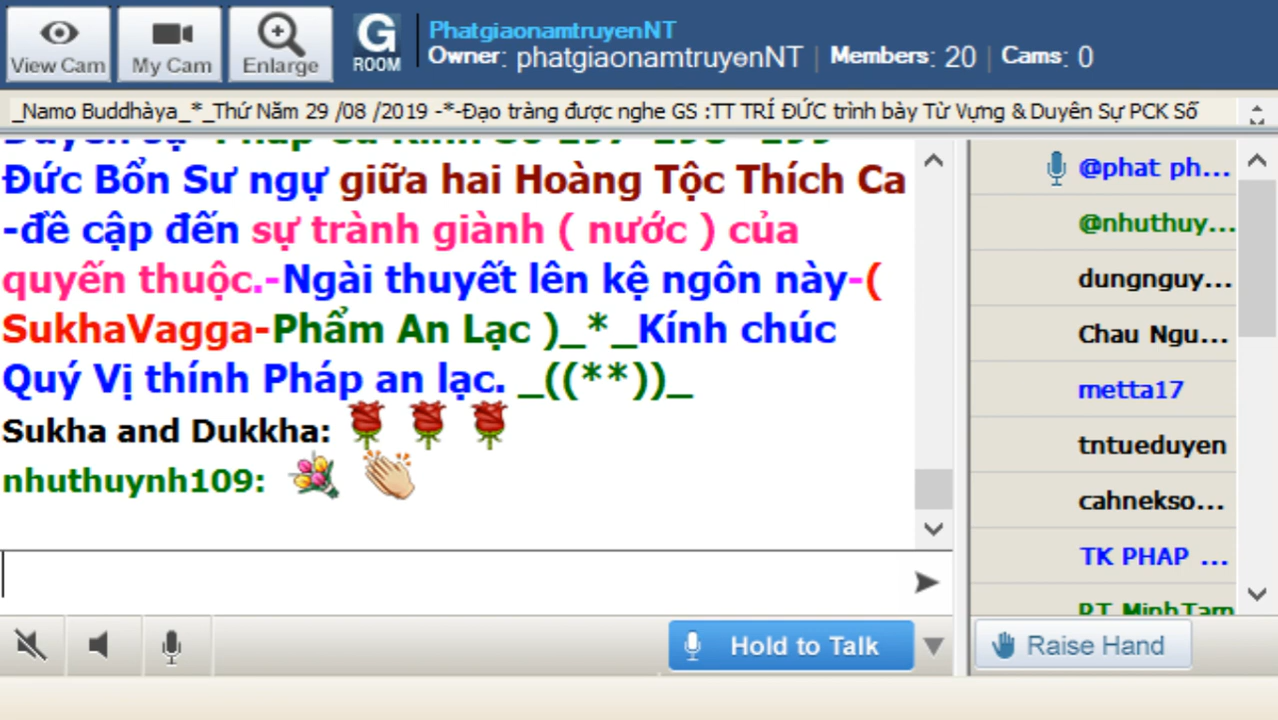 View Cam
My Cam
Enlarge
G
ROOM
PhatgiaonamtruyenNT
Owner: phatgiaonamtruyenNT | Members: 20 | Cams: 0
_Namo Buddhàya_*_Thứ Năm 29 /08 /2019 -*-Đạo tràng được nghe GS :TT TRÍ ĐỨC trình bày Từ Vựng & Duyên Sự PCK Số
Đức Bổn Sư ngự giữa hai Hoàng Tộc Thích Ca
-đề cập đến sự trành giành ( nước ) của
quyến thuộc.-Ngài thuyết lên kệ ngôn này-(
SukhaVagga-Phẩm An Lạc )_*_Kính chúc
Quý Vị thính Pháp an lạc. _((**))_
Sukha and Dukkha:
nhuthuynh109:
@phat ph...
@nhuthuy...
dungnguy...
Chau Ngu...
metta17
tntueduyen
cahnekso...
TK PHAP ...
PT MinhTam
Hold to Talk
Raise Hand